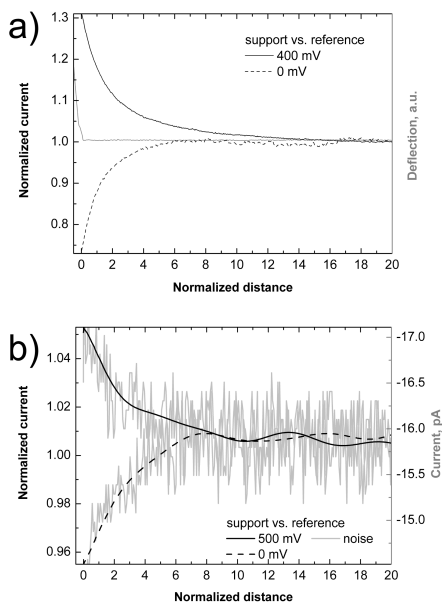 a)
1.3
1.2
1.1
1.0
0.9
0.8
Normalized current
support vs. reference
400 mV
0 mV
Deflection, a.u.
0 2 4 6 8 10 12 14 16 18 20
Normalized distance
b)
1.04
1.02
1.00
0.98
0.96
Normalized current
-17.0
-16.5
-16.0
-15.5
-15.0
Current, pA
support vs. reference
500 mV noise
0 mV
0 2 4 6 8 10 12 14 16 18 20
Normalized distance